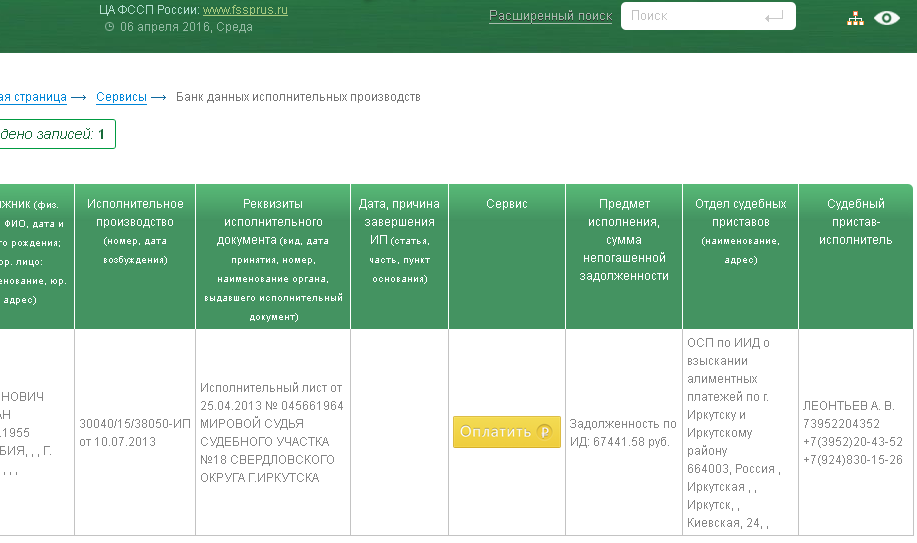 ЦА ФССП России: www.fssprus.ru
06 апреля 2016, Среда
Расширенный поиск
Поиск
ая страница
Сервисы
Банк данных исполнительных производств
дено записей: 1
жник (физ.
ФИО, дата и
го рождения;
ор. лицо:
енование, юр.
адрес)
Исполнительное
производство
(номер, дата
возбуждения)
Реквизиты
исполнительного
документа (вид, дата
принятия, номер,
наименование органа,
выдавшего исполнительный
документ)
Дата, причина
завершения
ИП (статья,
часть, пункт
основания)
Сервис
Предмет
исполнения,
сумма
непогашенной
задолженности
Отдел судебных
приставов
(наименование,
адрес)
Судебный
пристав-
исполнитель
НОВИЧ
АН
.1955
БИЯ, , , Г.
, , ,
30040/15/38050-ИП
от 10.07.2013
Исполнительный лист от
25.04.2013 № 045661964
МИРОВОЙ СУДЬЯ
СУДЕБНОГО УЧАСТКА
№18 СВЕРДЛОВСКОГО
ОКРУГА Г.ИРКУТСКА
Оплатить
Задолженность по
ИД: 67441.58 руб.
ОСП по ИИД о
взыскании
алиментных
платежей по г.
Иркутску и
Иркутскому
району
664003, Россия ,
Иркутская , ,
Иркутск, ,
Киевская, 24, ,
ЛЕОНТЬЕВ А. В.
73952204352
+7(3952)20-43-52
+7(924)830-15-26